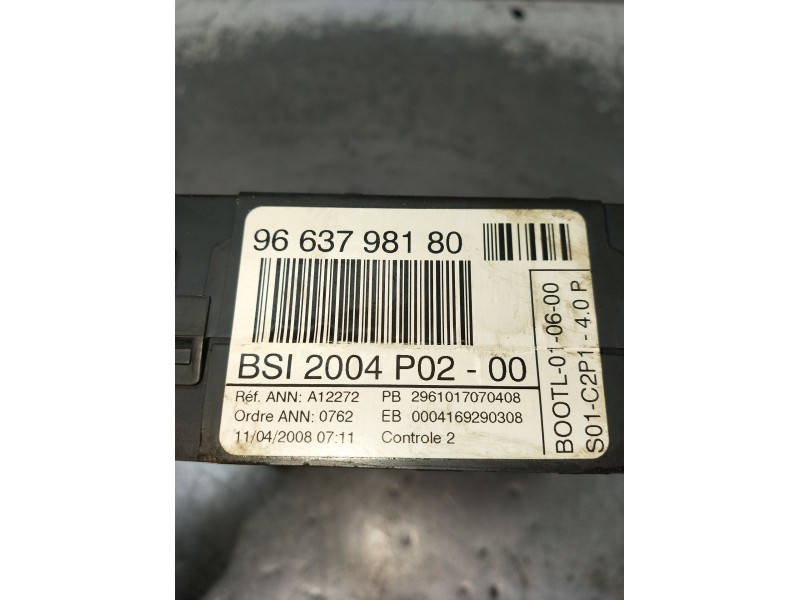 96 637 981 80
BSI 2004 P02 - 00
Réf. ANN: A12272 PB 2961017070408
Ordre ANN: 0762 EB 0004169290308
11/04/2008 07:11 Controle 2
BOOTL-01-06-00
S01-C2P1 - 4.0 P